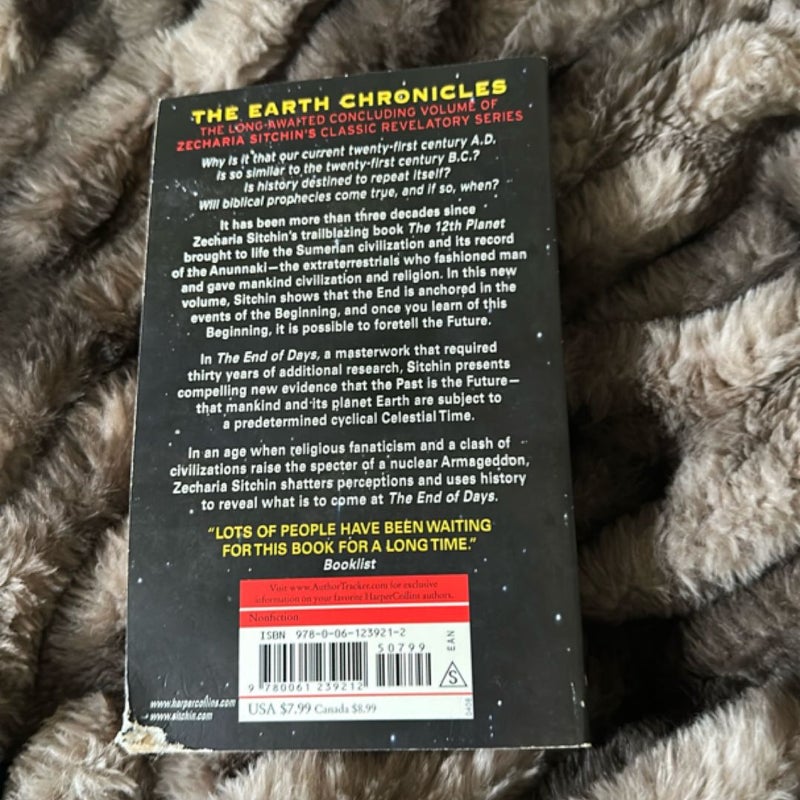 THE EARTH CHRONICLES
THE LONG-AWAITED CONCLUDING VOLUME OF
ZECHARIA SITCHIN'S CLASSIC REVELATORY SERIES
Why is it that our current twenty-first century A.D.
is so similar to the twenty-first century B.C.?
Is history destined to repeat itself?
Will biblical prophecies come true, and if so, when?
It has been more than three decades since
Zecharia Sitchin's trailblazing book The 12th Planet
brought to life the Sumerian civilization and its record
of the Anunnaki—the extraterrestrials who fashioned man
and gave mankind civilization and religion. In this new
volume, Sitchin shows that the End is anchored in the
events of the Beginning, and once you learn of this
Beginning, it is possible to foretell the Future.
In The End of Days, a masterwork that required
thirty years of additional research, Sitchin presents
compelling new evidence that the Past is the Future—
that mankind and its planet Earth are subject to
a predetermined cyclical Celestial Time.
In an age when religious fanaticism and a clash of
civilizations raise the specter of a nuclear Armageddon,
Zecharia Sitchin shatters perceptions and uses history
to reveal what is to come at The End of Days.
"LOTS OF PEOPLE HAVE BEEN WAITING
FOR THIS BOOK FOR A LONG TIME."
Booklist
Visit www.AuthorTracker.com for exclusive
information on your favorite HarperCollins authors.
Nonfiction
ISBN 978-0-06-123921-2
50799
EAN
S
9 780061 239212
www.harpercollins.com
www.sitchin.com
USA $7.99 Canada $8.99